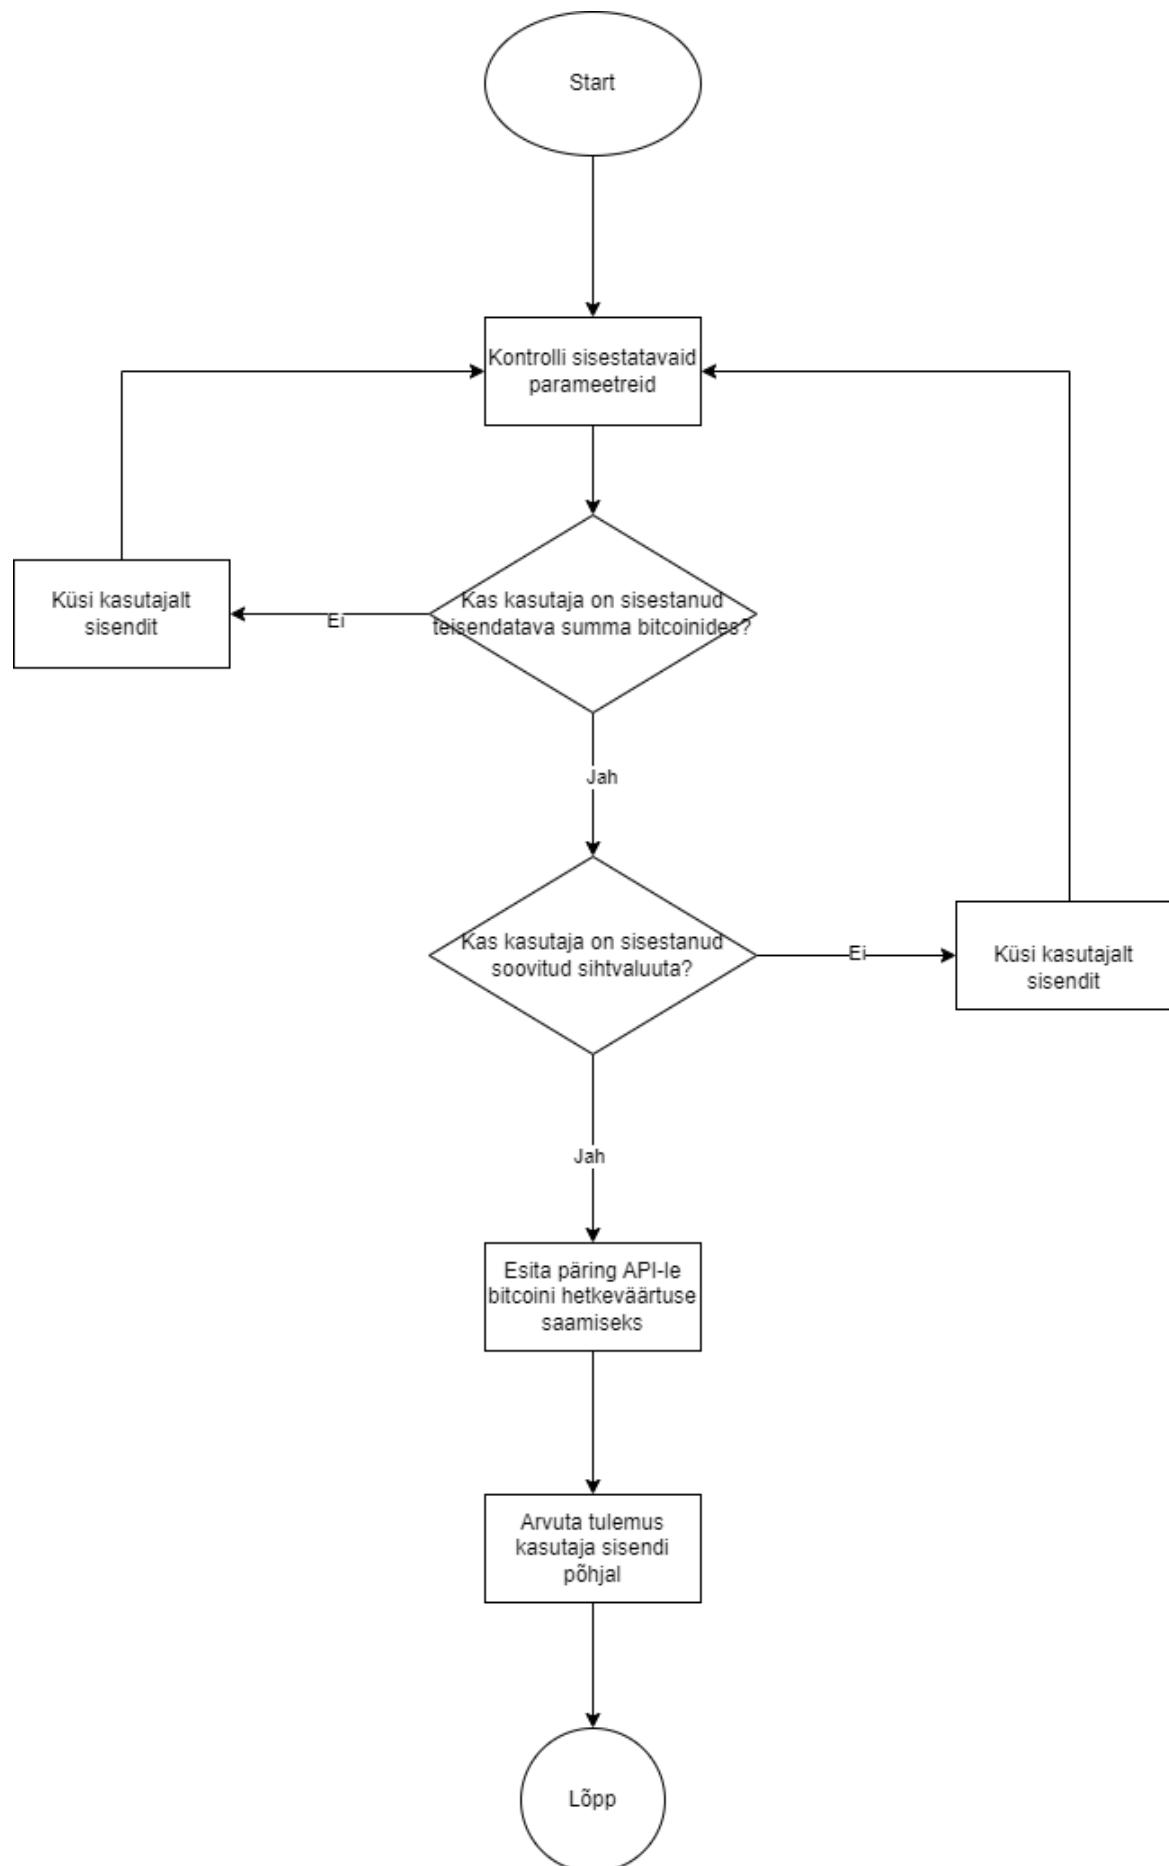 Start
Kontrolli sisestatavaid
parameetreid
Kas kasutaja on sisestanud
teisendatava summa bitcoinides?
Ei
Küsi kasutajalt
sisendit
Jah
Kas kasutaja on sisestanud
soovitud sihtvaluuta?
Ei
Küsi kasutajalt
sisendit
Jah
Esita päring API-le
bitcoini hetkeväärtuse
saamiseks
Arvuta tulemus
kasutaja sisendi
põhjal
Lõpp